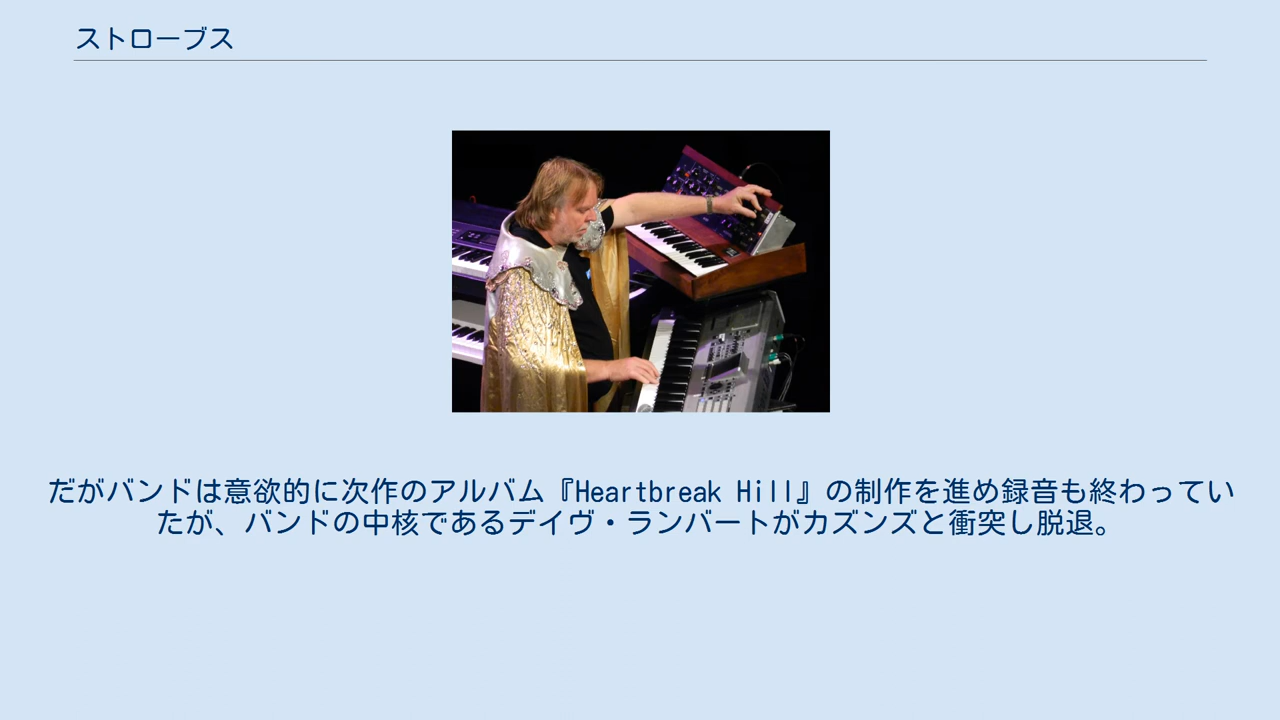 ストローブス
だがバンドは意欲的に次作のアルバム『Heartbreak Hill』の制作を進め録音も終わってい
たが、バンドの中核であるデイヴ・ランバートがカズンズと衝突し脱退。